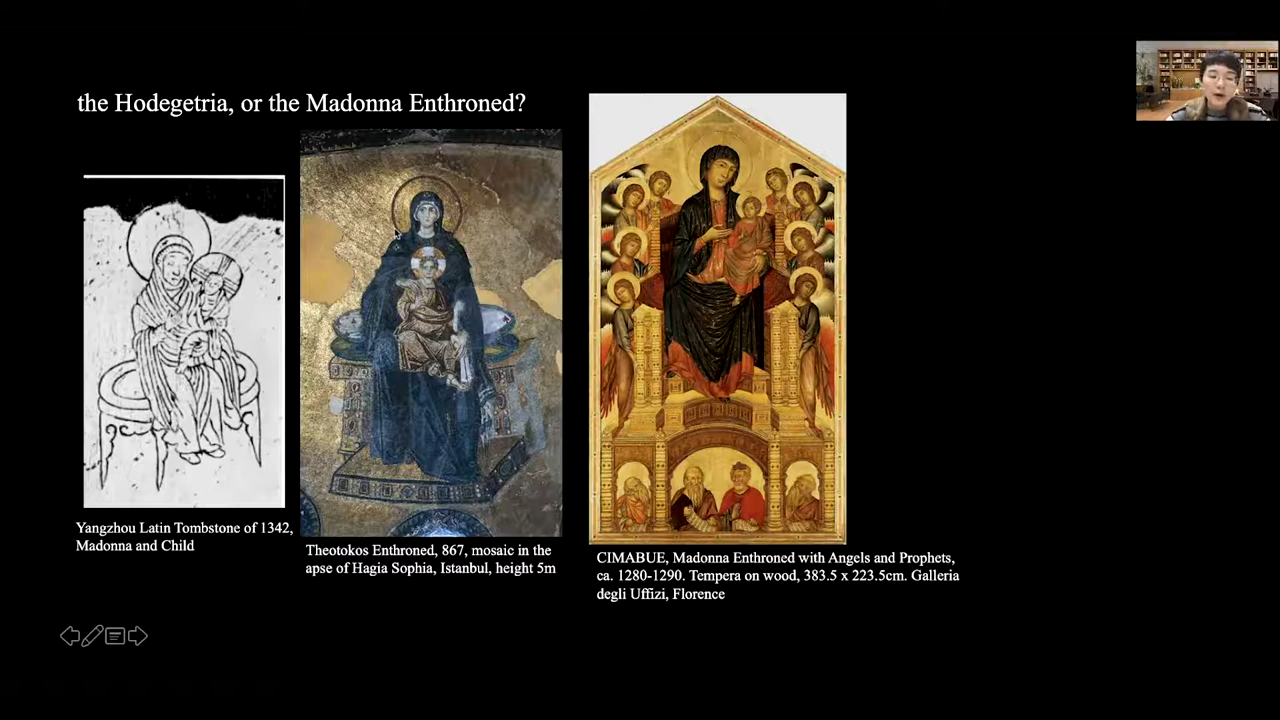 the Hodegetria, or the Madonna Enthroned?
Yangzhou Latin Tombstone of 1342,
Madonna and Child
Theotokos Enthroned, 867, mosaic in the
apse of Hagia Sophia, Istanbul, height 5m
CIMABUE, Madonna Enthroned with Angels and Prophets,
ca. 1280-1290. Tempera on wood, 383.5 x 223.5cm. Galleria
degli Uffizi, Florence